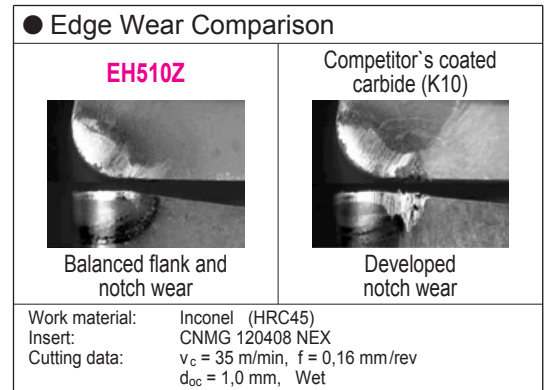 ● Edge Wear Comparison
EH510Z
Balanced flank and
notch wear
Competitor`s coated
carbide (K10)
Developed
notch wear
Work material: Inconel (HRC45)
Insert: CNMG 120408 NEX
Cutting data: vc = 35 m/min, f = 0,16 mm/rev
doc = 1,0 mm, Wet